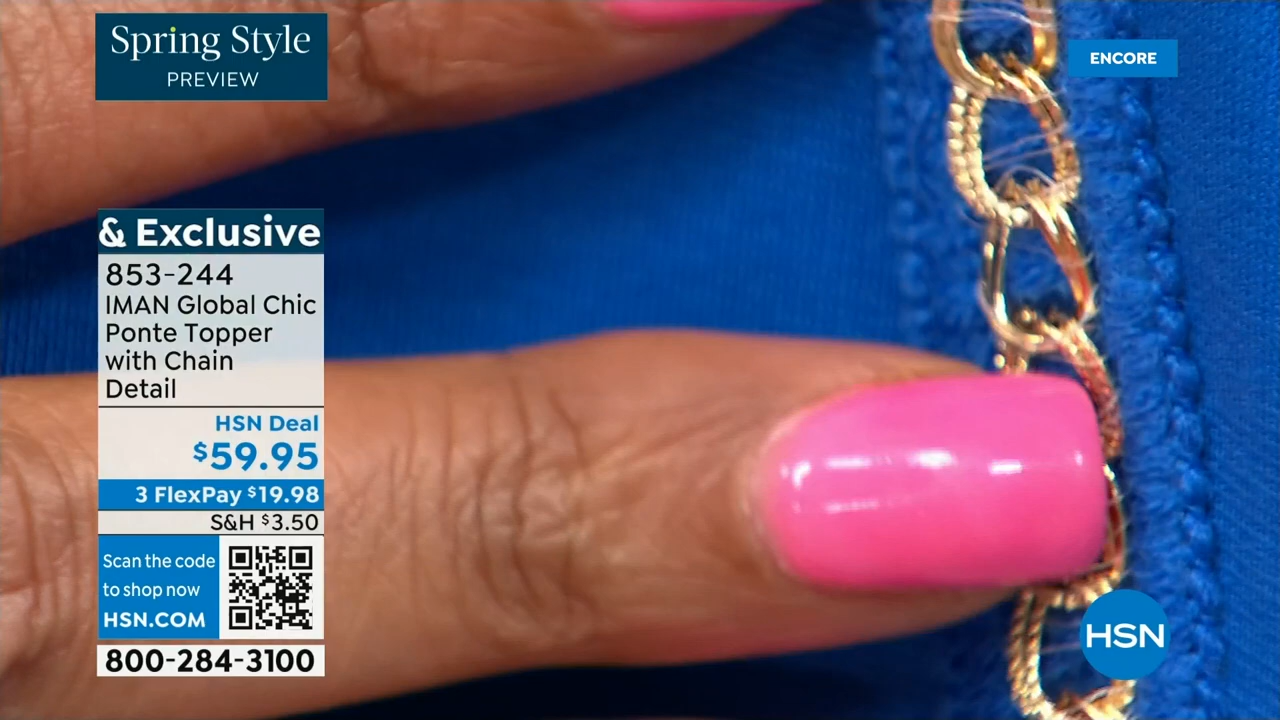 Spring Style
PREVIEW
ENCORE
& Exclusive
853-244
IMAN Global Chic
Ponte Topper
with Chain
Detail
HSN Deal
$59.95
3 FlexPay $19.98
S&H $3.50
Scan the code
to shop now
HSN.COM
800-284-3100
HSN